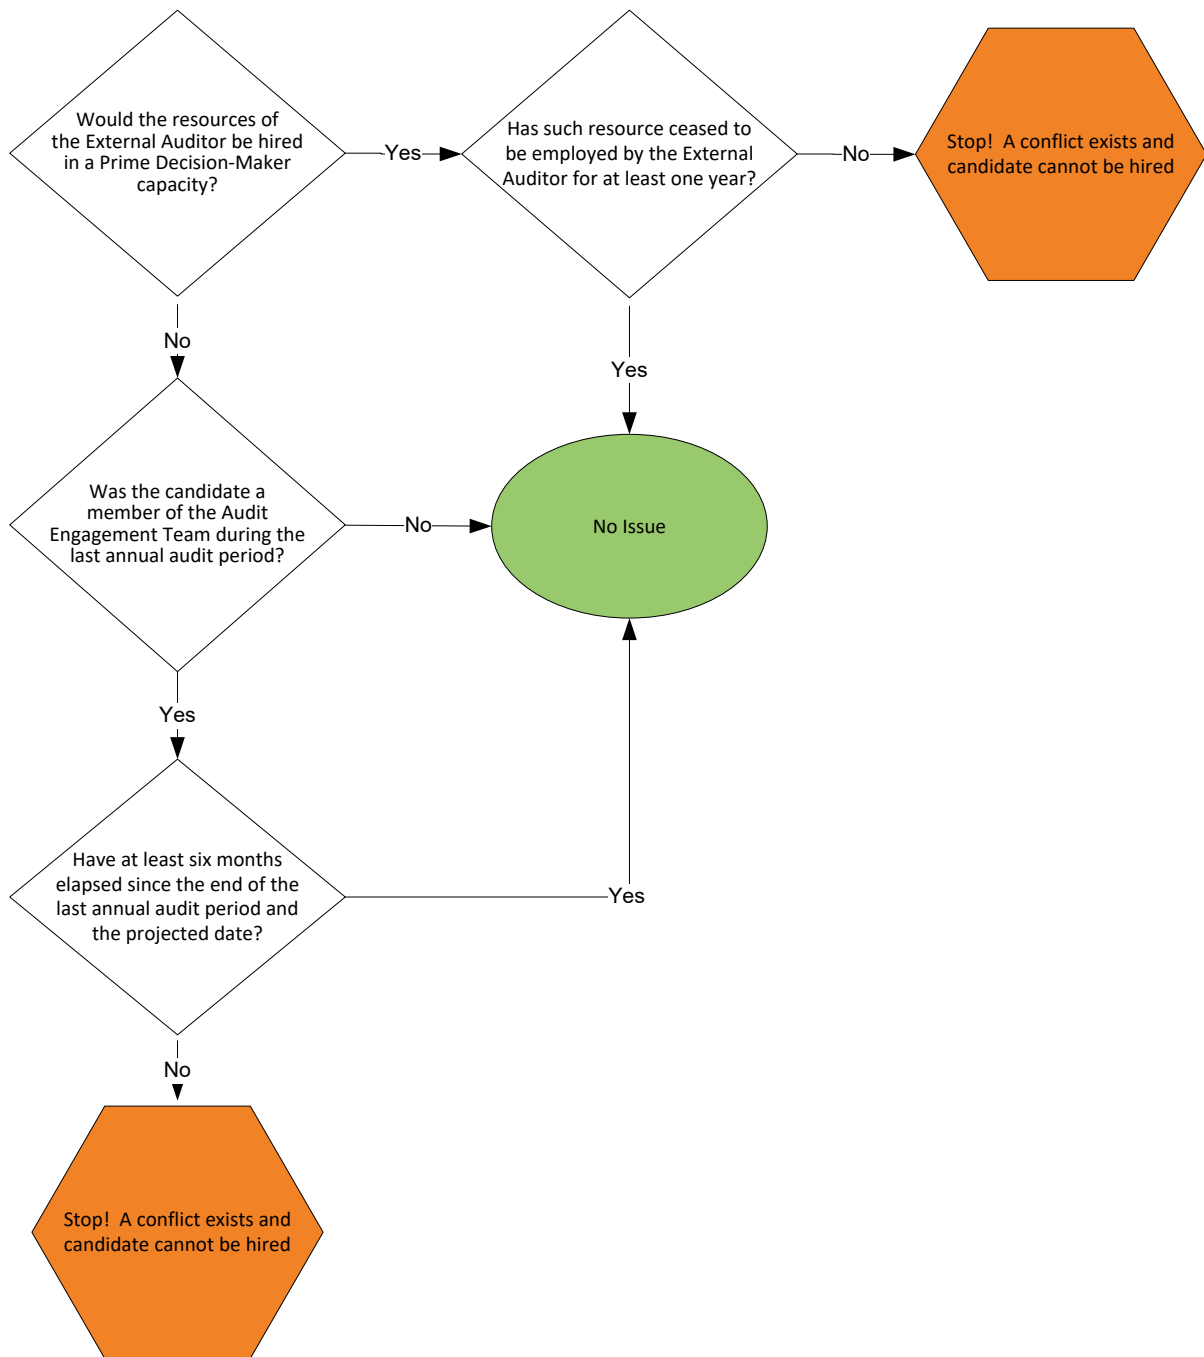 Would the resources of
the External Auditor be hired
in a Prime Decision-Maker
capacity?
Yes
Has such resource ceased to
be employed by the External
Auditor for at least one year?
No
Stop!  A conflict exists and
candidate cannot be hired
No
Yes
Was the candidate a
member of the Audit
Engagement Team during the
last annual audit period?
No
No Issue
Yes
Have at least six months
elapsed since the end of the
last annual audit period and
the projected date?
Yes
No
Stop!  A conflict exists and
candidate cannot be hired